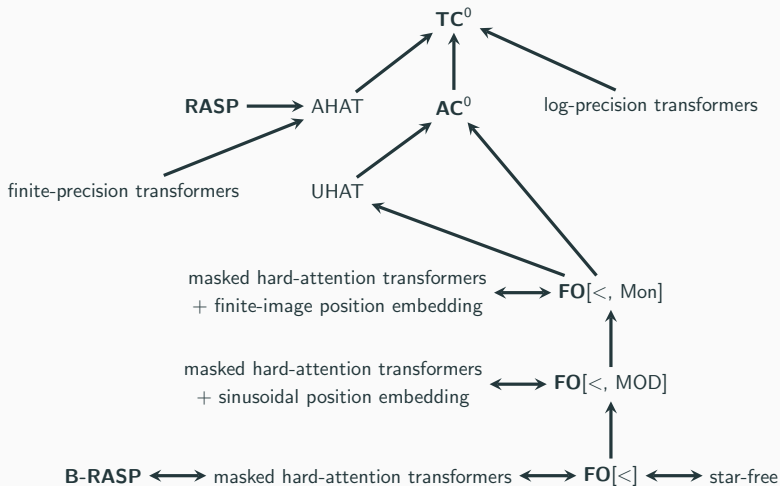 TC⁰
RASP
AHAT
AC⁰
log-precision transformers
finite-precision transformers
UHAT
masked hard-attention transformers
+ finite-image position embedding
FO[<, Mon]
masked hard-attention transformers
+ sinusoidal position embedding
FO[<, MOD]
B-RASP
masked hard-attention transformers
FO[<]
star-free